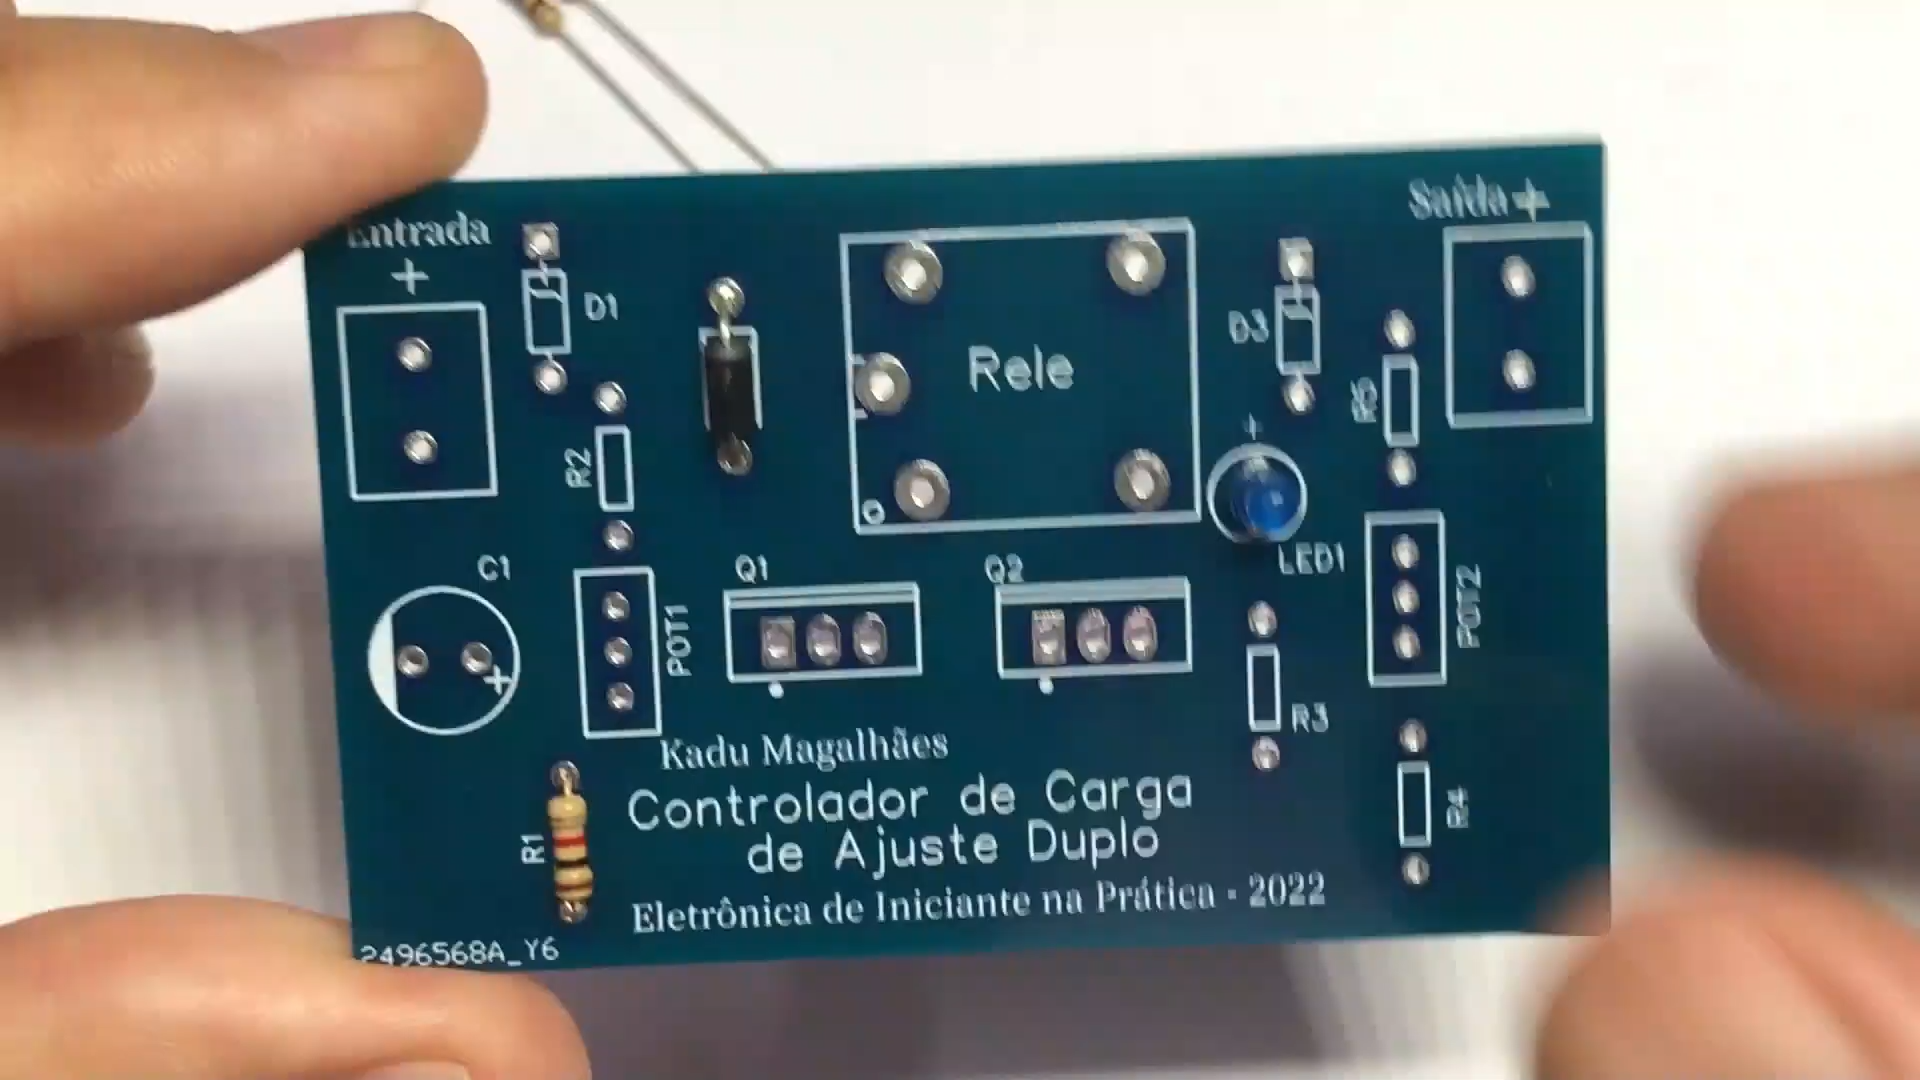 Entrada
+
Saída +
D1
D3
Rele
R5
R2
+
C1
+
Q1
Q2
LED1
POT1
POT2
R3
R1
R4
Kadu Magalhães
Controlador de Carga
de Ajuste Duplo
Eletrônica de Iniciante na Prática - 2022
2496568A_Y6